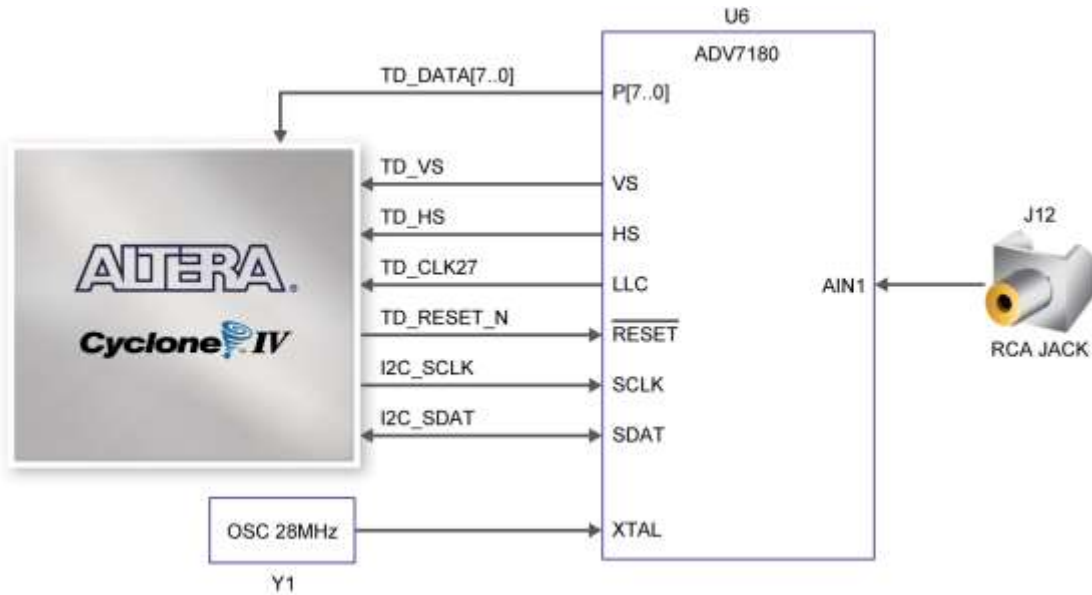 U6
ADV7180
TD_DATA[7..0]
P[7..0]
TD_VS
VS
TD_HS
HS
TD_CLK27
LLC
TD_RESET_N
RESET
I2C_SCLK
SCLK
I2C_SDAT
SDAT
ALTERA.
Cyclone IV
AIN1
J12
RCA JACK
OSC 28MHz
XTAL
Y1